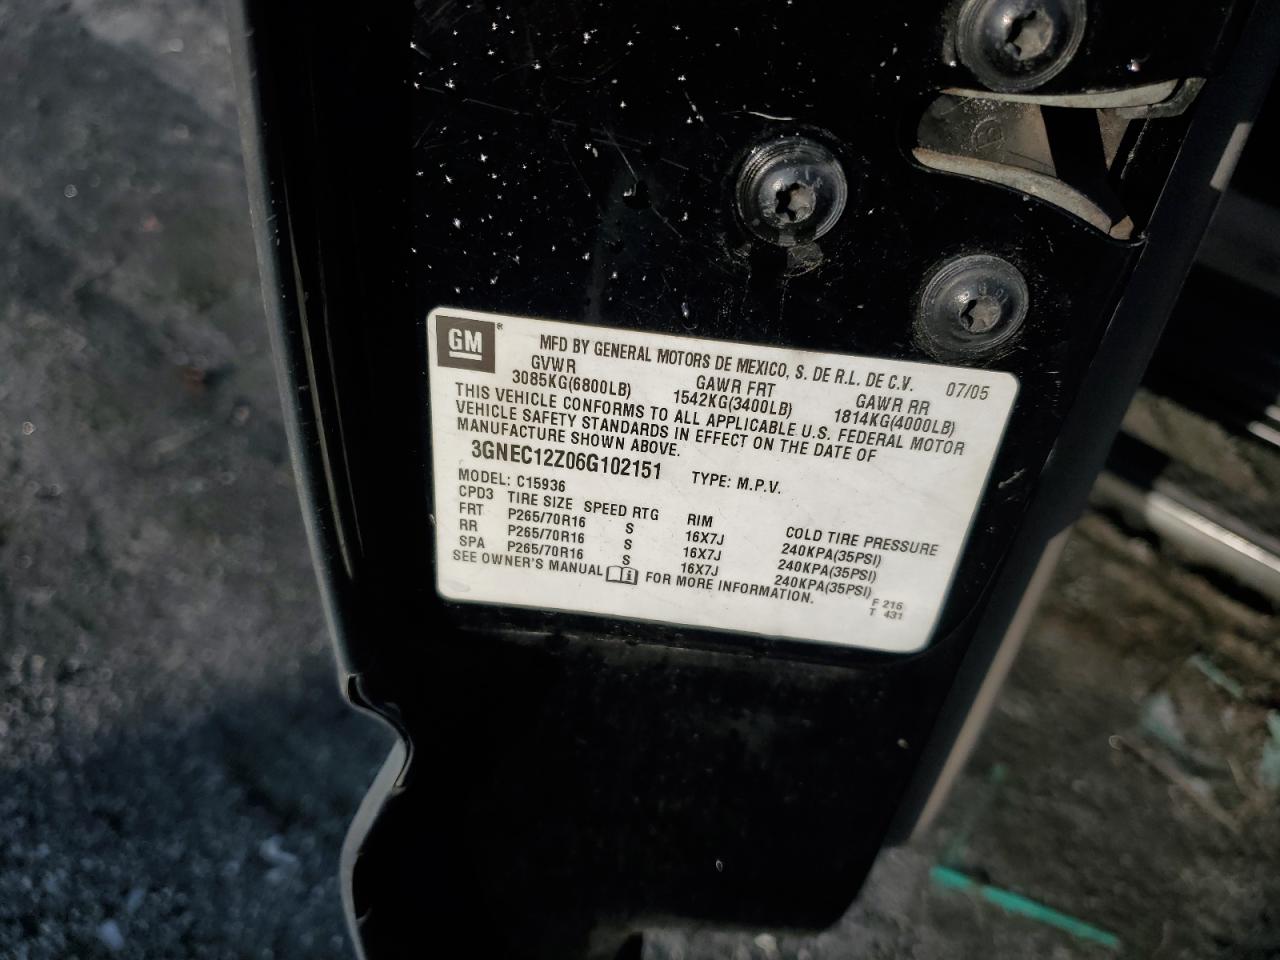 GM ®
MFD BY GENERAL MOTORS DE MEXICO, S. DE R.L. DE C.V. 07/05
GVWR GAWR FRT GAWR RR
3085KG(6800LB) 1542KG(3400LB) 1814KG(4000LB)
THIS VEHICLE CONFORMS TO ALL APPLICABLE U.S. FEDERAL MOTOR
VEHICLE SAFETY STANDARDS IN EFFECT ON THE DATE OF
MANUFACTURE SHOWN ABOVE.
3GNEC12Z06G102151 TYPE: M.P.V.
MODEL: C15936
CPD3 TIRE SIZE SPEED RTG RIM COLD TIRE PRESSURE
FRT P265/70R16 S 16X7J 240KPA(35PSI)
RR P265/70R16 S 16X7J 240KPA(35PSI)
SPA P265/70R16 S 16X7J 240KPA(35PSI)
SEE OWNER'S MANUAL FOR MORE INFORMATION.
F 216
T 431